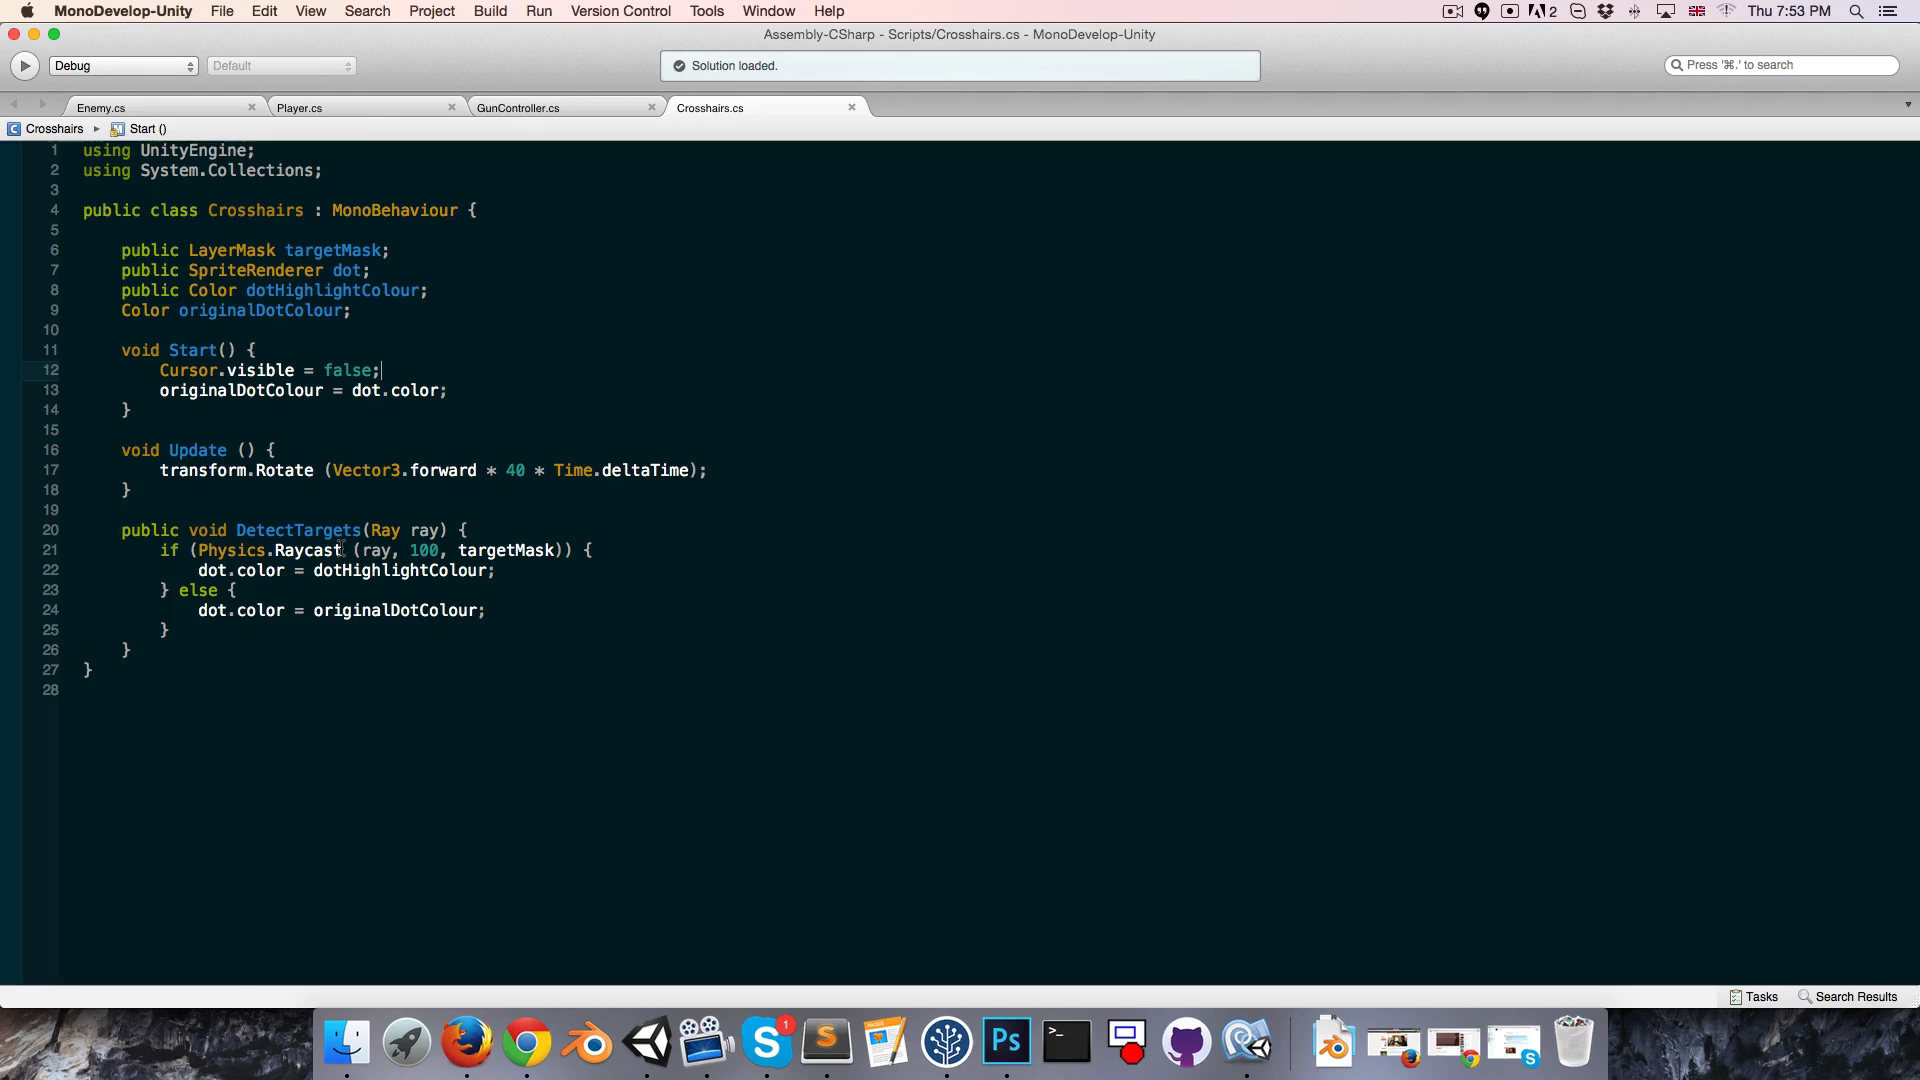 MonoDevelop-Unity File Edit View Search Project Build Run Version Control Tools Window Help 2 Thu 7:53 PM
Assembly-CSharp - Scripts/Crosshairs.cs - MonoDevelop-Unity
Debug Default Solution loaded. Press '⌘.' to search
Enemy.cs Player.cs GunController.cs Crosshairs.cs
C Crosshairs Start ()
1 using UnityEngine;
2 using System.Collections;
3
4 public class Crosshairs : MonoBehaviour {
5
6 public LayerMask targetMask;
7 public SpriteRenderer dot;
8 public Color dotHighlightColour;
9 Color originalDotColour;
10
11 void Start() {
12 Cursor.visible = false;
13 originalDotColour = dot.color;
14 }
15
16 void Update () {
17 transform.Rotate (Vector3.forward * 40 * Time.deltaTime);
18 }
19
20 public void DetectTargets(Ray ray) {
21 if (Physics.Raycast (ray, 100, targetMask)) {
22 dot.color = dotHighlightColour;
23 } else {
24 dot.color = originalDotColour;
25 }
26 }
27 }
28
Tasks Search Results
1
S S Ps >_ S